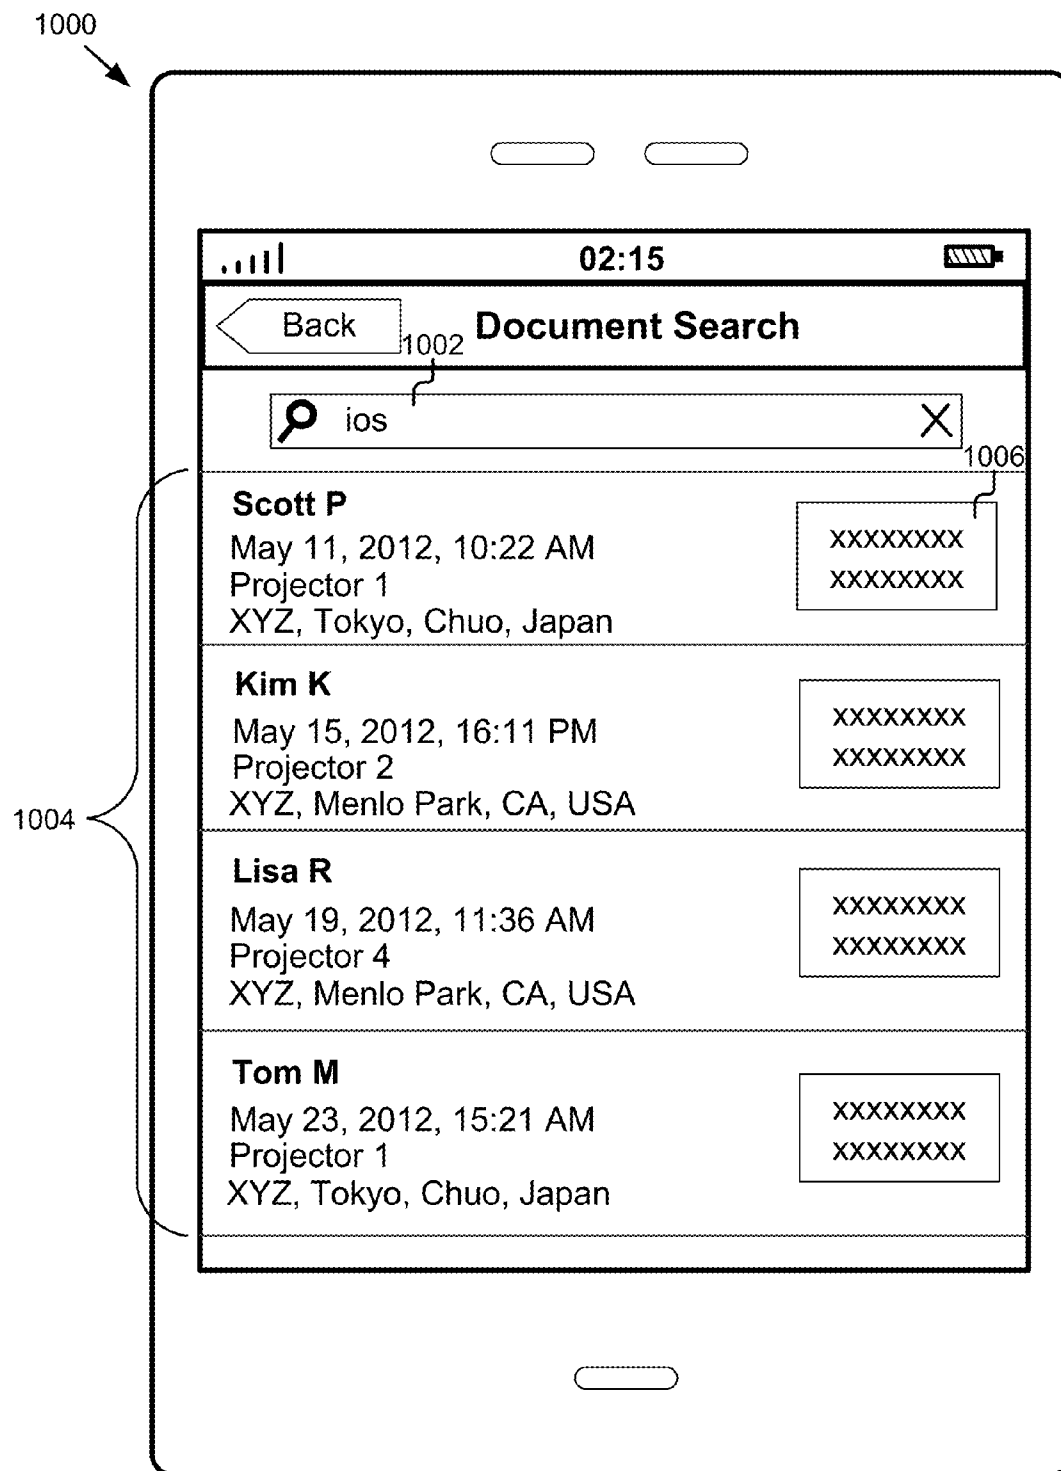 1000
02:15
Back
Document Search
1002
ios
X
1006
Scott P
May 11, 2012, 10:22 AM
Projector 1
XYZ, Tokyo, Chuo, Japan
xxxxxxxx
xxxxxxxx
Kim K
May 15, 2012, 16:11 PM
Projector 2
XYZ, Menlo Park, CA, USA
xxxxxxxx
xxxxxxxx
1004
Lisa R
May 19, 2012, 11:36 AM
Projector 4
XYZ, Menlo Park, CA, USA
xxxxxxxx
xxxxxxxx
Tom M
May 23, 2012, 15:21 AM
Projector 1
XYZ, Tokyo, Chuo, Japan
xxxxxxxx
xxxxxxxx